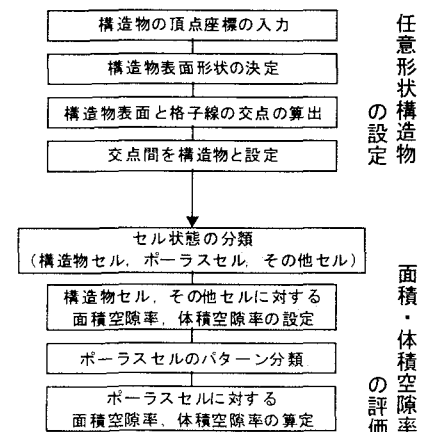 構造物の頂点座標の入力
構造物表面形状の決定
構造物表面と格子線の交点の算出
交点間を構造物と設定
任意形状構造物
の設定
セル状態の分類
(構造物セル，ポーラスセル，その他セル)
構造物セル，その他セルに対する
面積空隙率，体積空隙率の設定
ポーラスセルのパターン分類
ポーラスセルに対する
面積空隙率，体積空隙率の算定
面積・体積空隙率
の評価